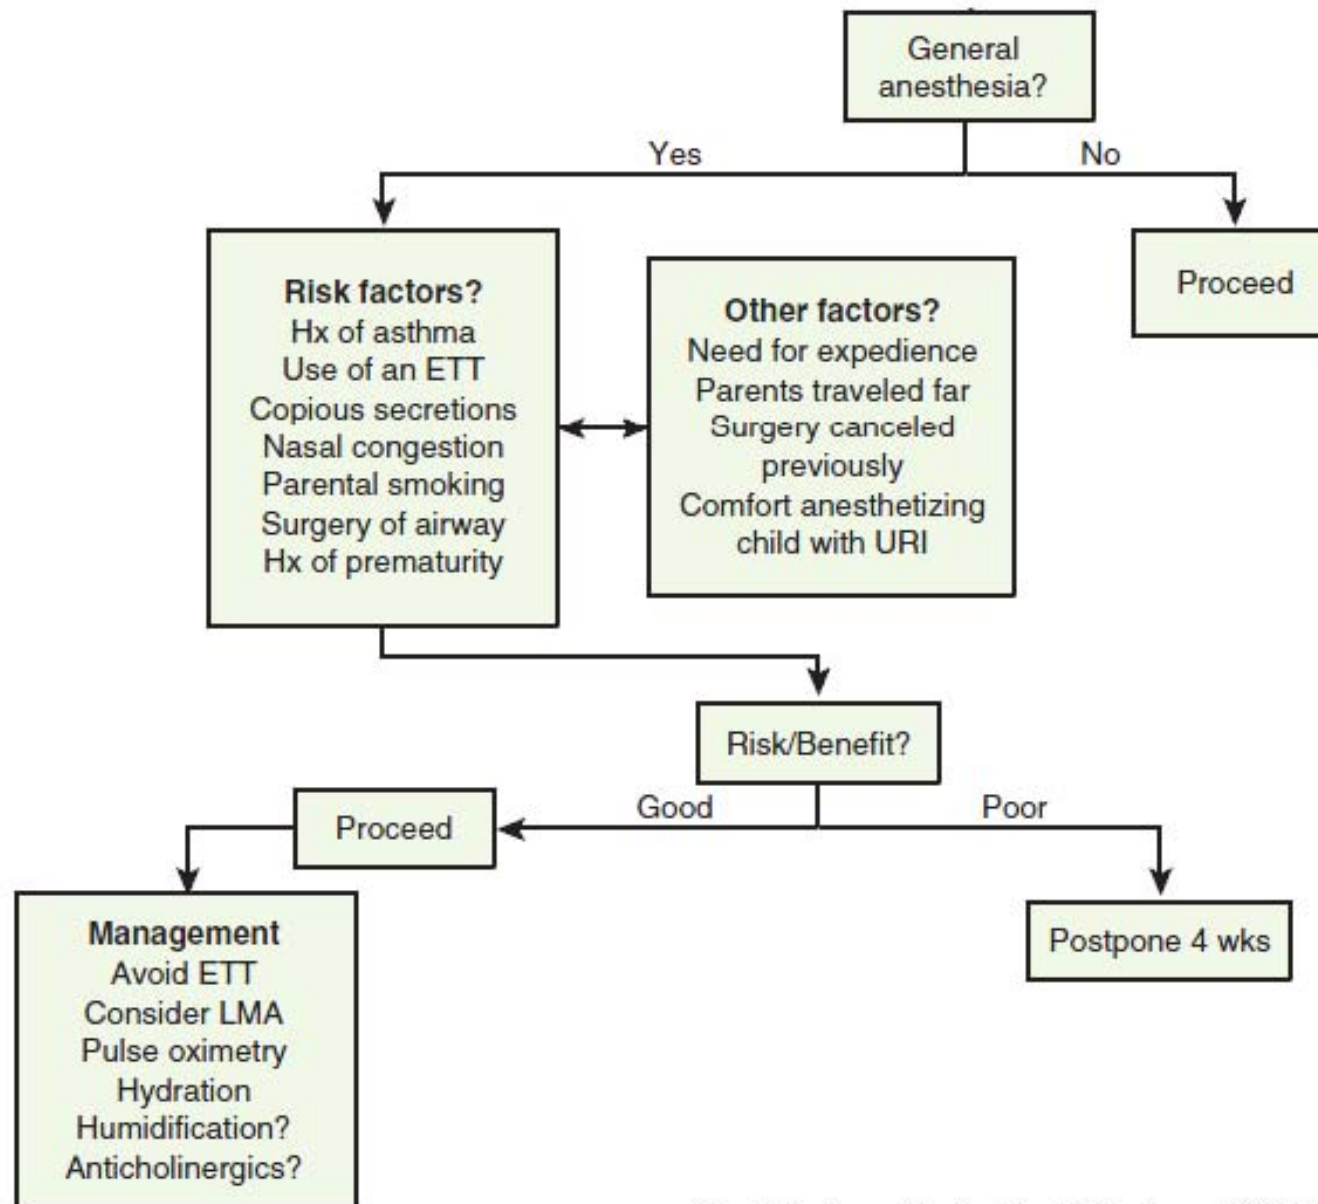 General
anesthesia?
Yes
No
Proceed
Risk factors?
Hx of asthma
Use of an ETT
Copious secretions
Nasal congestion
Parental smoking
Surgery of airway
Hx of prematurity
Other factors?
Need for expedience
Parents traveled far
Surgery canceled
previously
Comfort anesthetizing
child with URI
Risk/Benefit?
Good
Poor
Proceed
Postpone 4 wks
Management
Avoid ETT
Consider LMA
Pulse oximetry
Hydration
Humidification?
Anticholinergics?